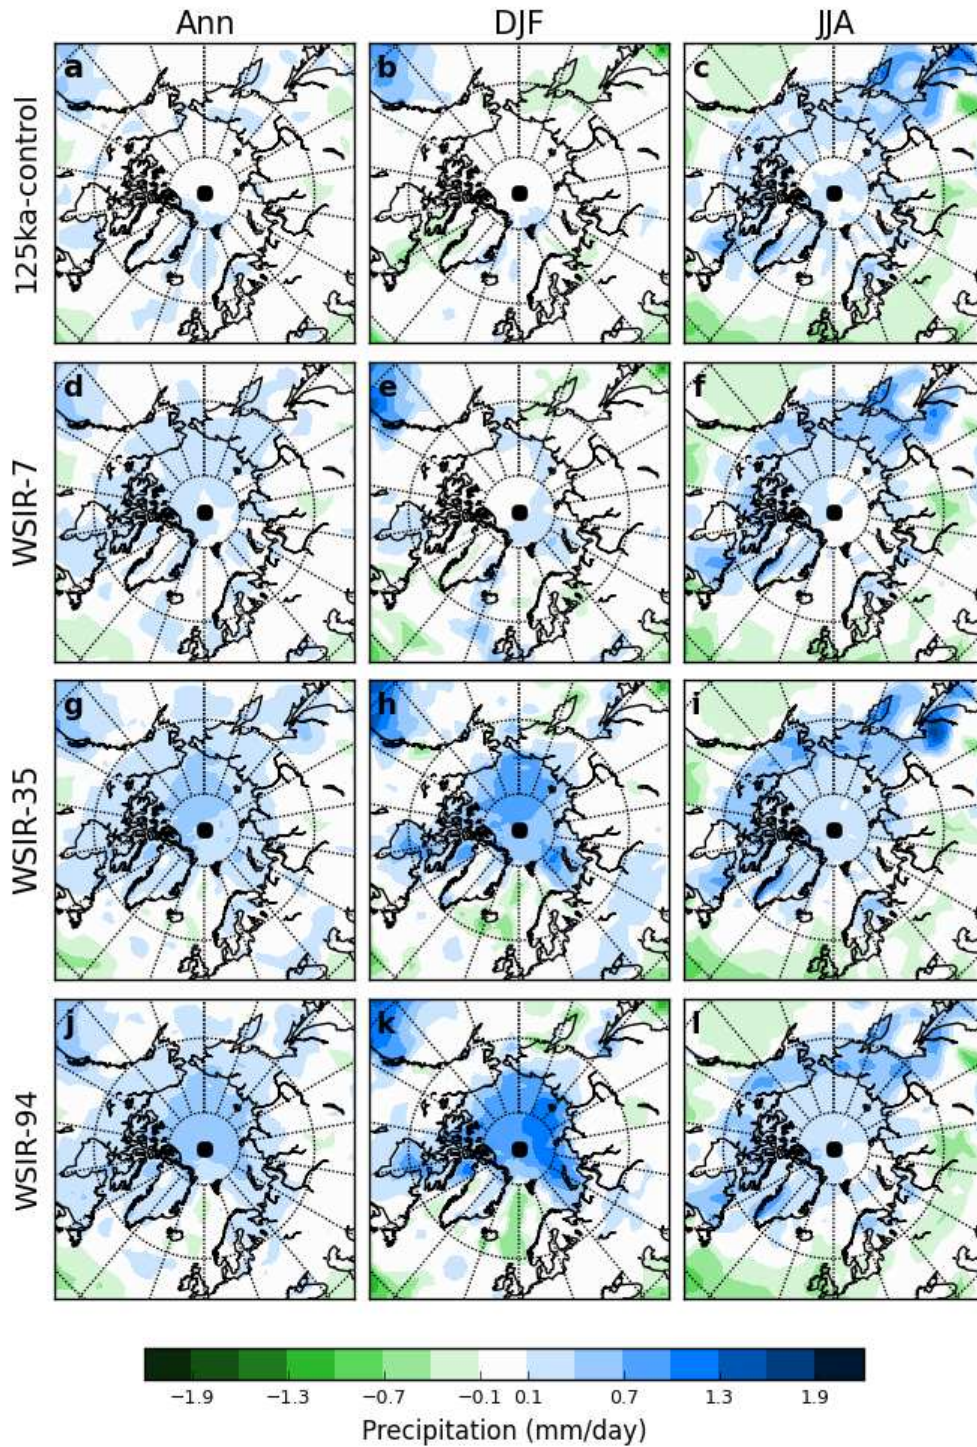 Ann DJF JJA
125ka-control
a b c
WSIR-7
d e f
WSIR-35
g h i
WSIR-94
j k l
−1.9 −1.3 −0.7 −0.1 0.1 0.7 1.3 1.9
Precipitation (mm/day)